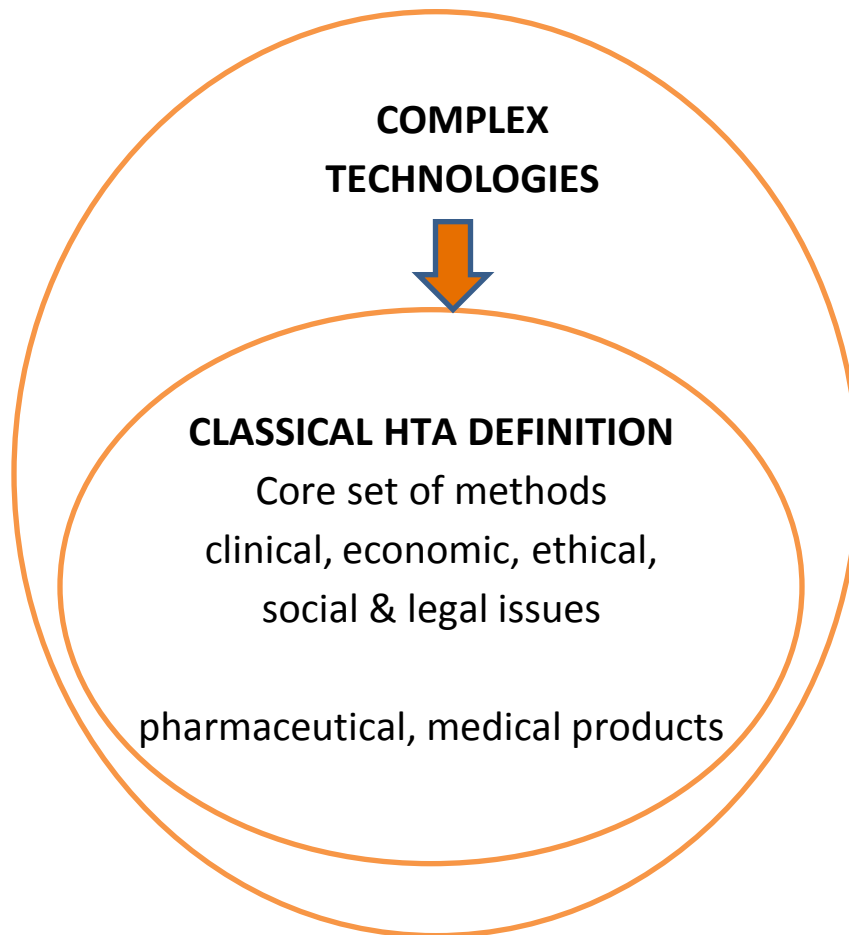 COMPLEX
TECHNOLOGIES
CLASSICAL HTA DEFINITION
Core set of methods
clinical, economic, ethical,
social & legal issues
pharmaceutical, medical products